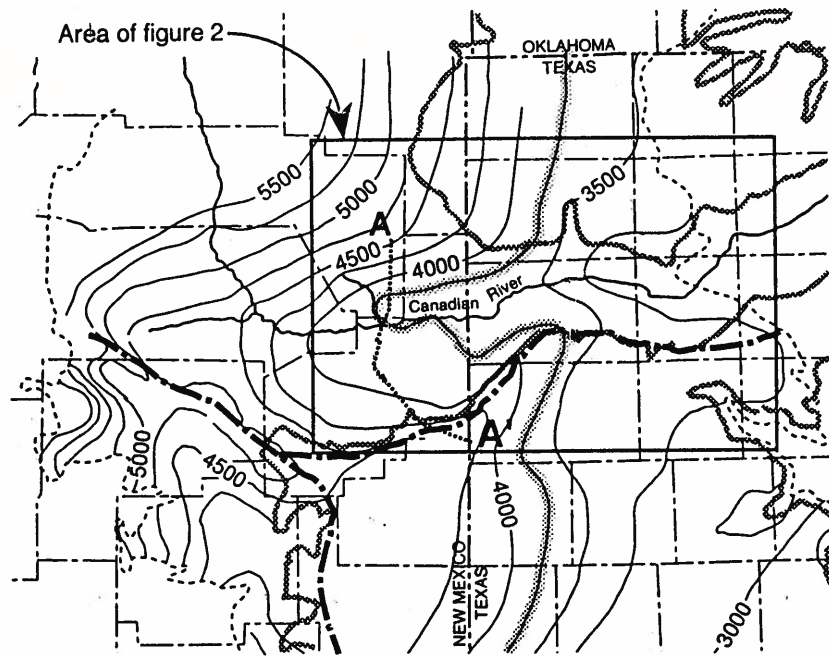 Area of figure 2
OKLAHOMA
TEXAS
5500
5000
3500
A
4500
4000
Canadian River
A'
5000
4500
4000
NEW MEXICO
TEXAS
3000